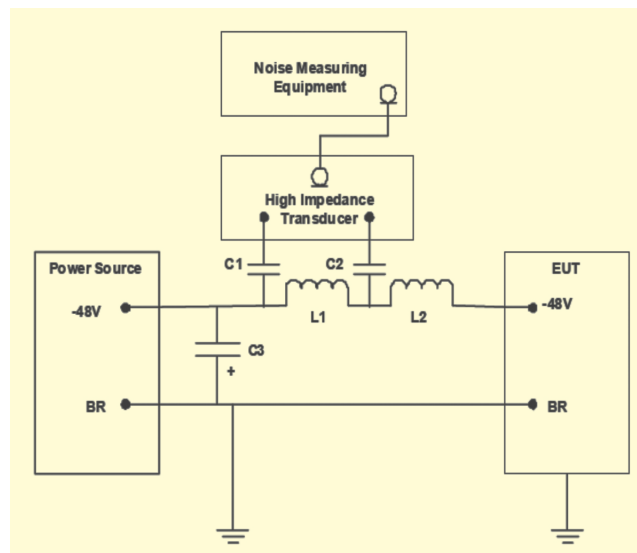 Noise Measuring
Equipment
High Impedance
Transducer
C1
C2
Power Source
EUT
-48V
-48V
L1
L2
C3
+
BR
BR